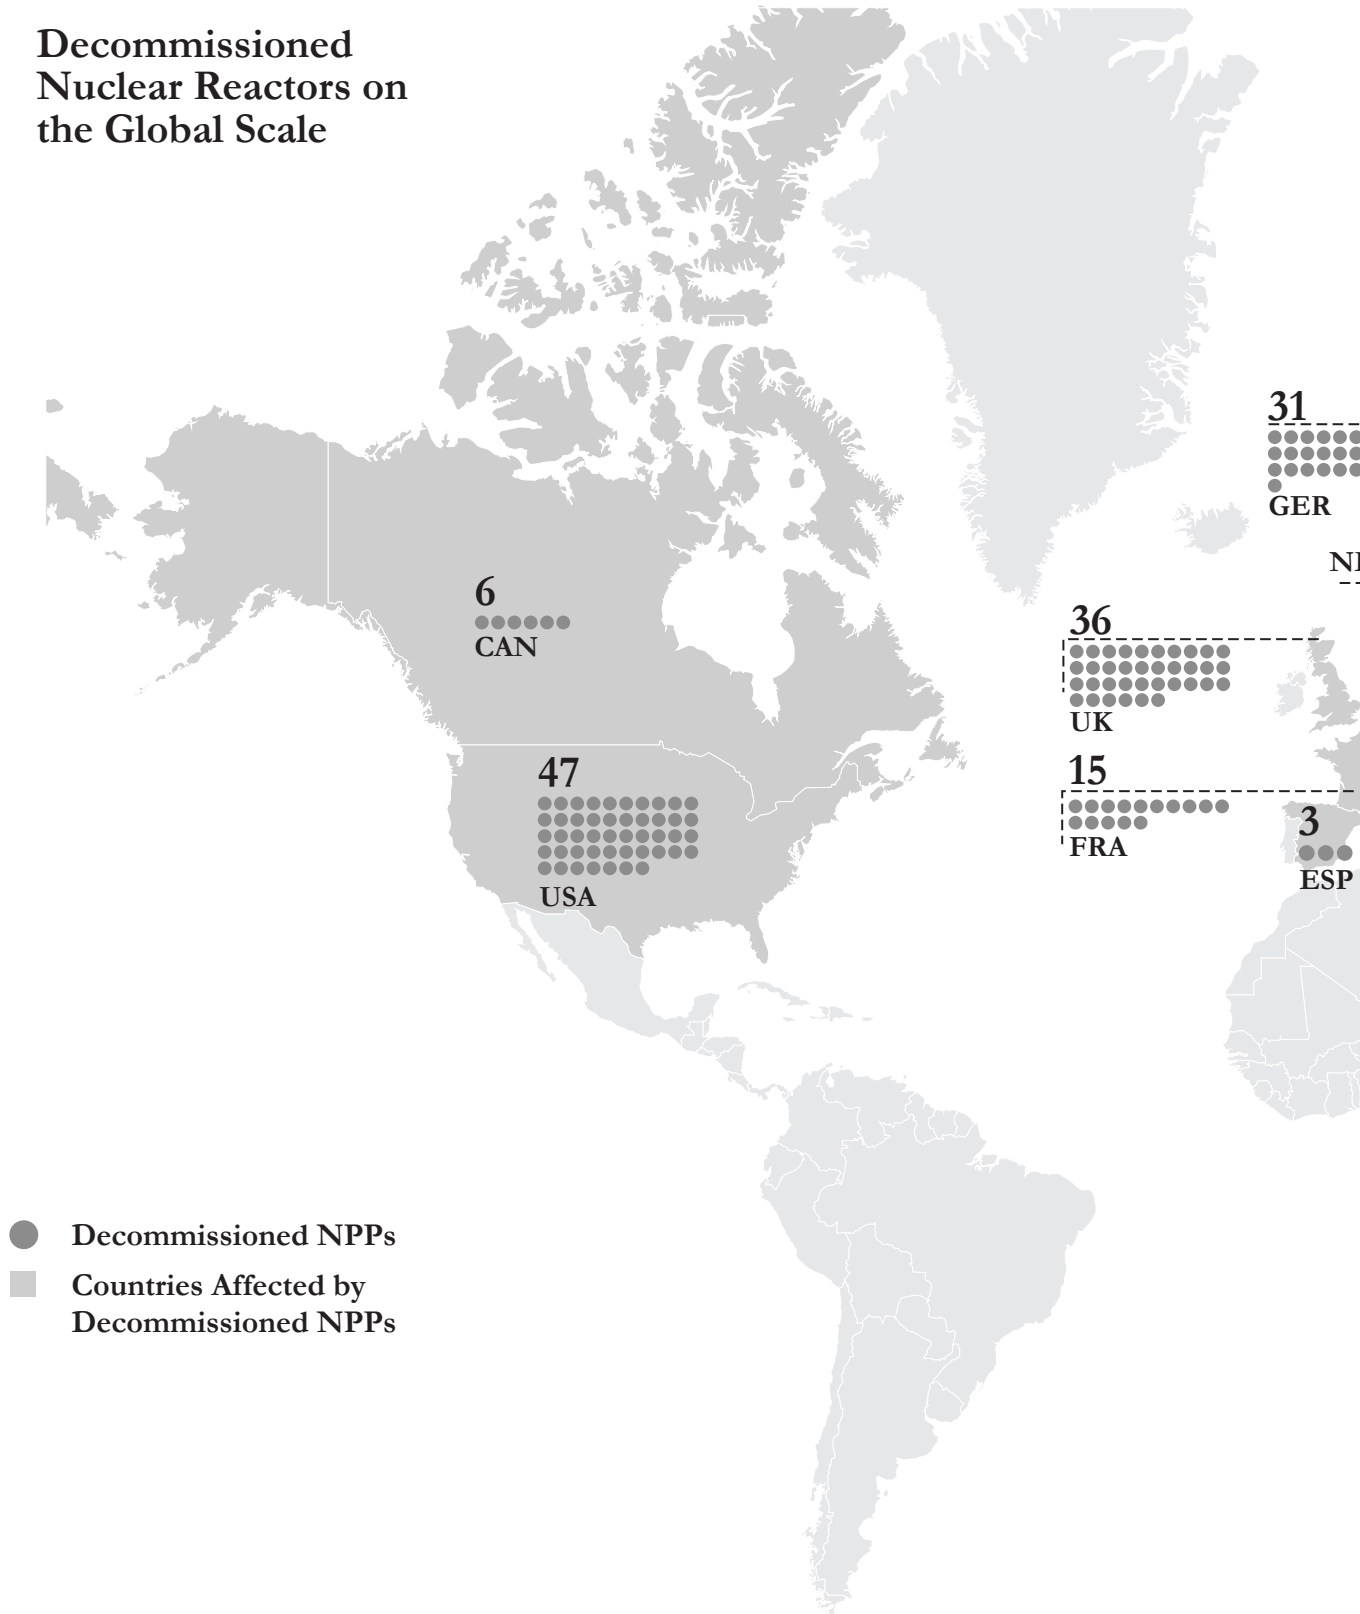 Decommissioned
Nuclear Reactors on
the Global Scale
31
GER
6
CAN
36
UK
47
USA
15
FRA
3
ESP
Decommissioned NPPs
Countries Affected by
Decommissioned NPPs